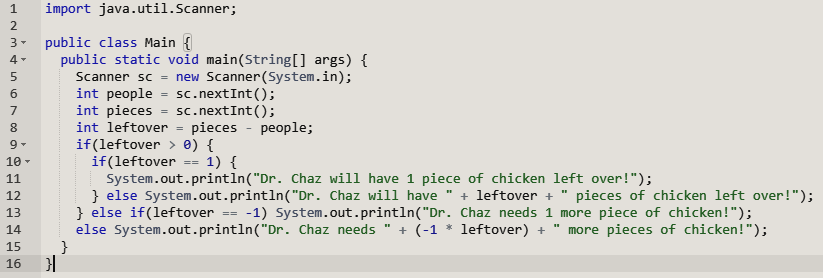 1 import java.util.Scanner;
2
3 public class Main {
4 public static void main(String[] args) {
5 Scanner sc = new Scanner(System.in);
6 int people = sc.nextInt();
7 int pieces = sc.nextInt();
8 int leftover = pieces - people;
9 if(leftover > 0) {
10 if(leftover == 1) {
11 System.out.println("Dr. Chaz will have 1 piece of chicken left over!");
12 } else System.out.println("Dr. Chaz will have " + leftover + " pieces of chicken left over!");
13 } else if(leftover == -1) System.out.println("Dr. Chaz needs 1 more piece of chicken!");
14 else System.out.println("Dr. Chaz needs " + (-1 * leftover) + " more pieces of chicken!");
15 }
16 }